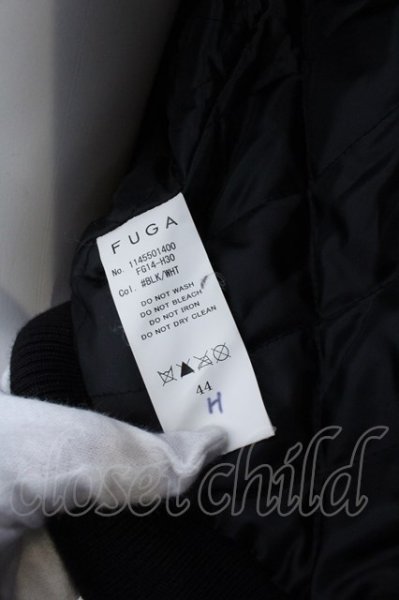 FUGA
No. 1145501400
FG14-H30
Col. #BLK/WHT
DO NOT WASH
DO NOT BLEACH
DO NOT IRON
DO NOT DRY CLEAN
44
H
closet child